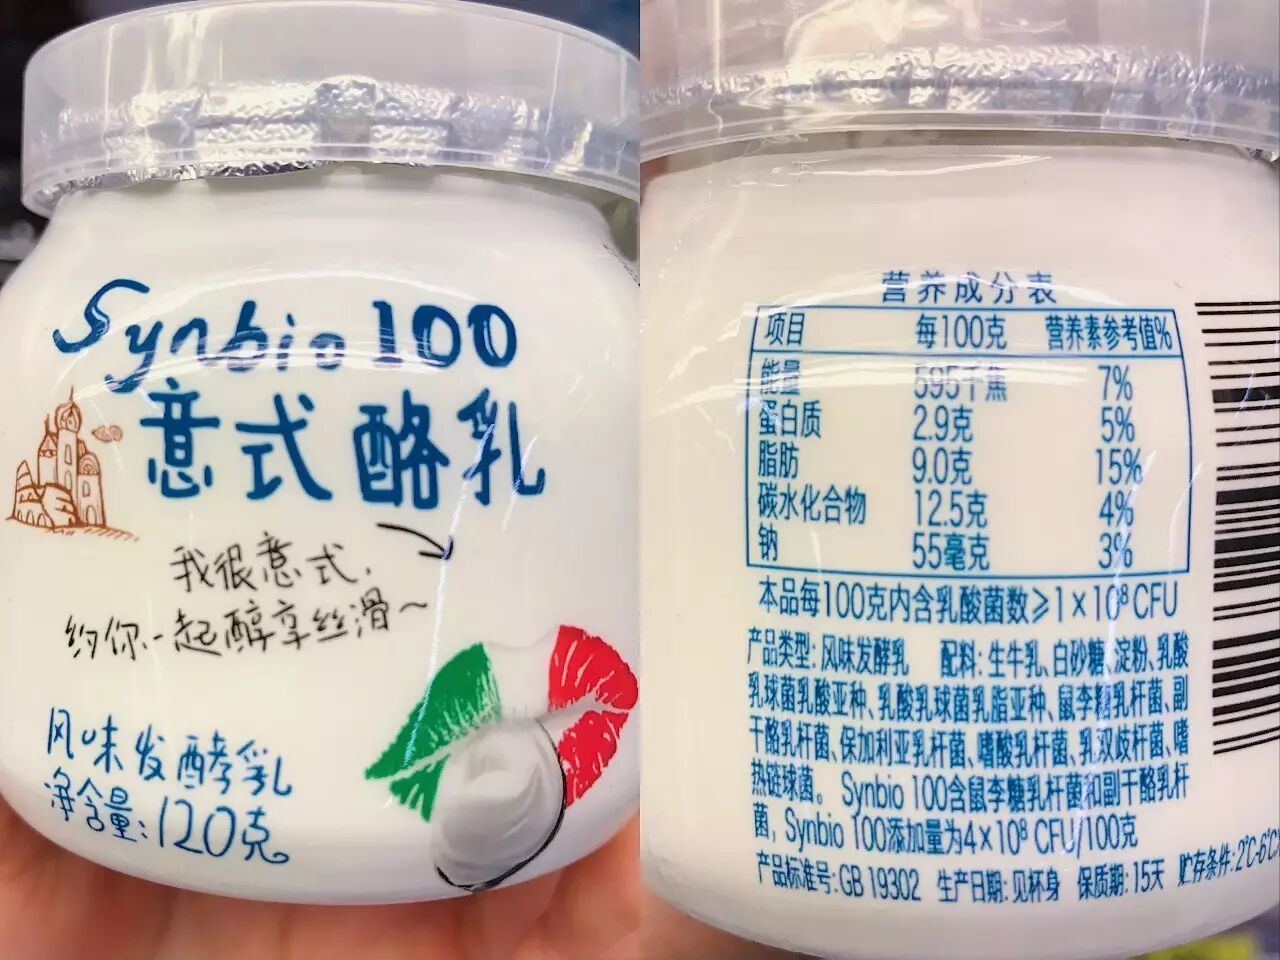 Synbio 100
意式酪乳
我很意式,
约你一起醇享丝滑~
风味发酵乳
净含量:120克
营养成分表
项目 每100克 营养素参考值%
能量 595千焦 7%
蛋白质 2.9克 5%
脂肪 9.0克 15%
碳水化合物 12.5克 4%
钠 55毫克 3%
本品每100克内含乳酸菌数≥1×10⁸CFU
产品类型:风味发酵乳 配料:生牛乳、白砂糖、淀粉、乳酸
乳球菌乳酸亚种、乳酸乳球菌乳脂亚种、鼠李糖乳杆菌、副
干酪乳杆菌、保加利亚乳杆菌、嗜酸乳杆菌、乳双歧杆菌、嗜
热链球菌。 Synbio 100含鼠李糖乳杆菌和副干酪乳杆
菌, Synbio 100添加量为4×10⁸CFU/100克
产品标准号:GB 19302 生产日期:见杯身 保质期:15天 贮存条件:2℃-6℃